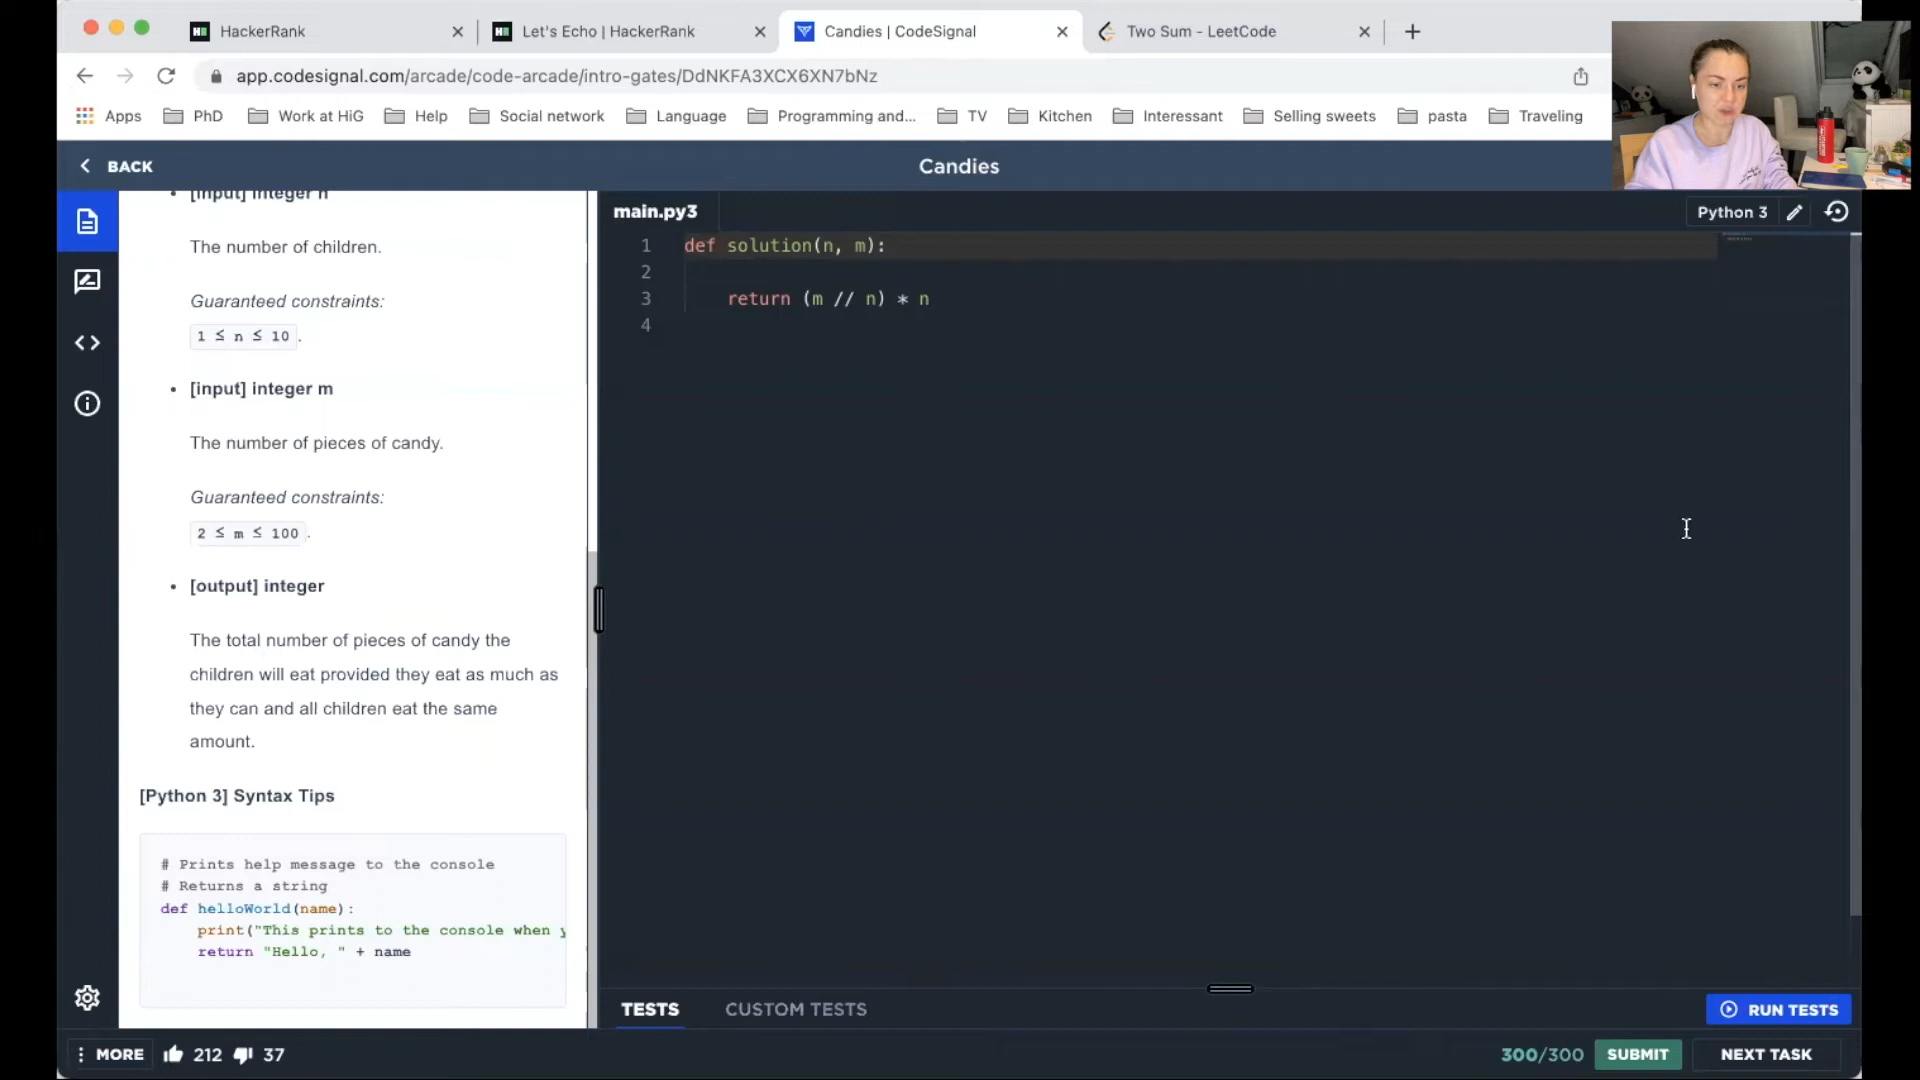 HackerRank
Let's Echo | HackerRank
Candies | CodeSignal
Two Sum - LeetCode
app.codesignal.com/arcade/code-arcade/intro-gates/DdNKFA3XCX6XN7bNz
Apps
PhD
Work at HiG
Help
Social network
Language
Programming and...
TV
Kitchen
Interessant
Selling sweets
pasta
Traveling
BACK
Candies
[input] integer n
The number of children.
Guaranteed constraints:
1 ≤ n ≤ 10.
[input] integer m
The number of pieces of candy.
Guaranteed constraints:
2 ≤ m ≤ 100.
[output] integer
The total number of pieces of candy the
children will eat provided they eat as much as
they can and all children eat the same
amount.
[Python 3] Syntax Tips
# Prints help message to the console
# Returns a string
def helloWorld(name):
print("This prints to the console when y
return "Hello, " + name
main.py3
Python 3
1 def solution(n, m):
2
3 return (m // n) * n
4
TESTS
CUSTOM TESTS
RUN TESTS
MORE
212
37
300/300
SUBMIT
NEXT TASK